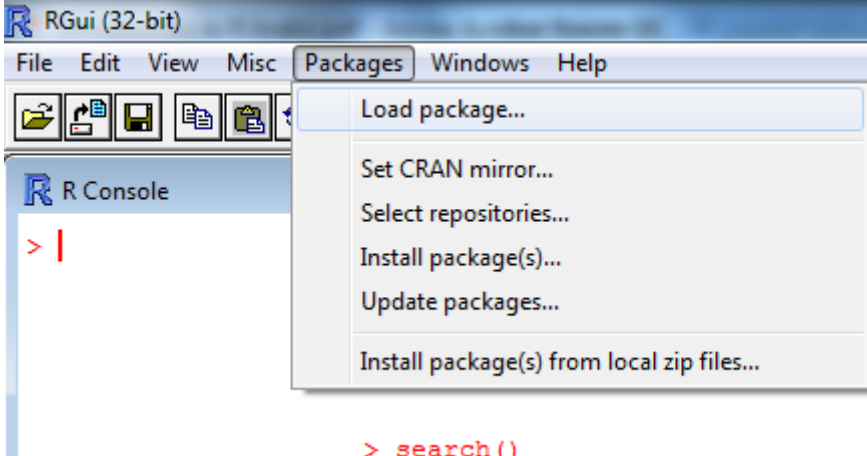 RGui (32-bit)
File Edit View Misc Packages Windows Help
Load package...
Set CRAN mirror...
Select repositories...
Install package(s)...
Update packages...
Install package(s) from local zip files...
R Console
>
> search()